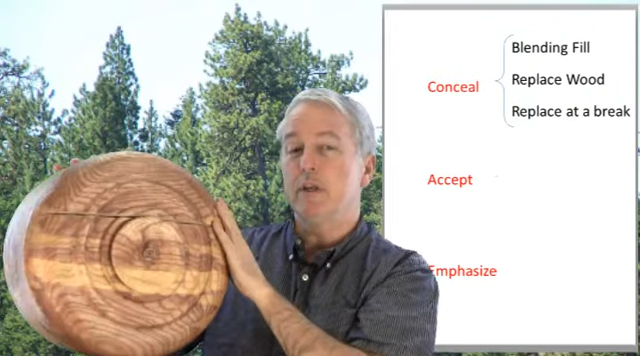 Conceal
Blending Fill
Replace Wood
Replace at a break
Accept
Emphasize